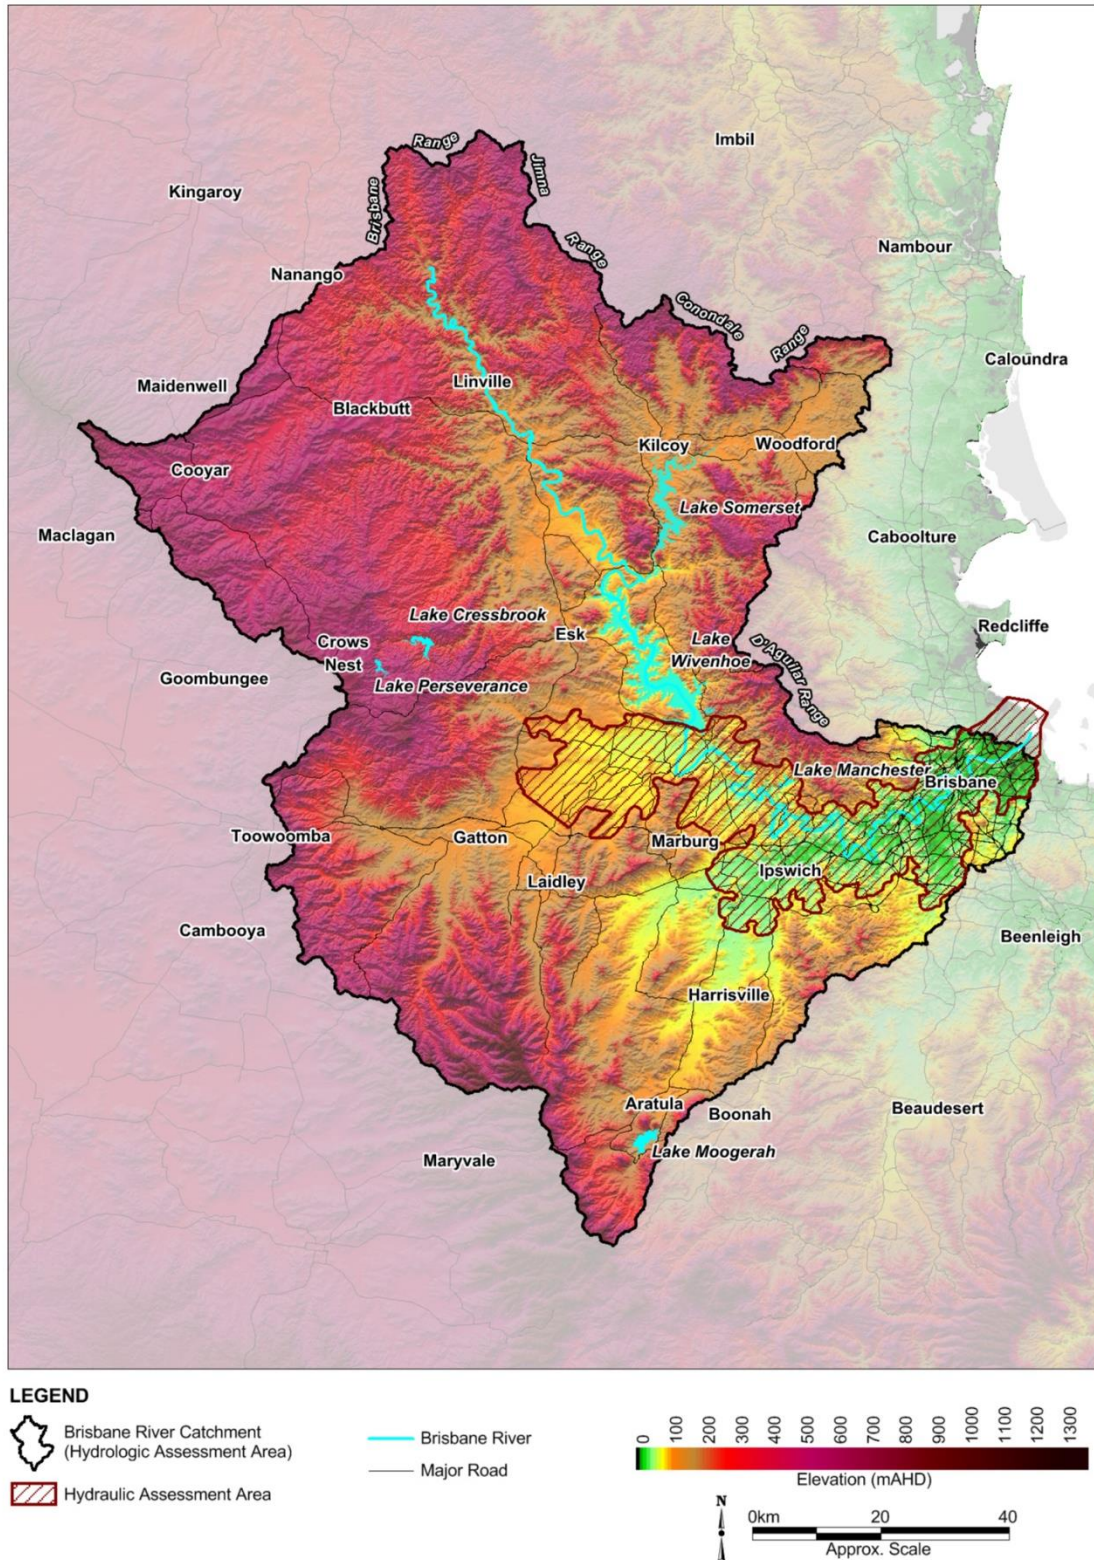 Imbil
Brisbane
Range
Jimna
Range
Kingaroy
Nambour
Nanango
Conondale
Range
Caloundra
Maidenwell
Linville
Blackbutt
Kilcoy
Woodford
Cooyar
Lake Somerset
Maclagan
Caboolture
Lake Cressbrook
Redcliffe
Esk
Lake
Wivenhoe
Crows
Nest
D'Aguilar Range
Goombungee
Lake Perseverance
Lake Manchester
Brisbane
Toowoomba
Gatton
Marburg
Ipswich
Laidley
Cambooya
Beenleigh
Harrisville
Aratula
Boonah
Beaudesert
Lake Moogerah
Maryvale
LEGEND
Brisbane River Catchment
(Hydrologic Assessment Area)
Hydraulic Assessment Area
Brisbane River
Major Road
0 100 200 300 400 500 600 700 800 900 1000 1100 1200 1300
Elevation (mAHD)
N
0km 20 40
Approx. Scale